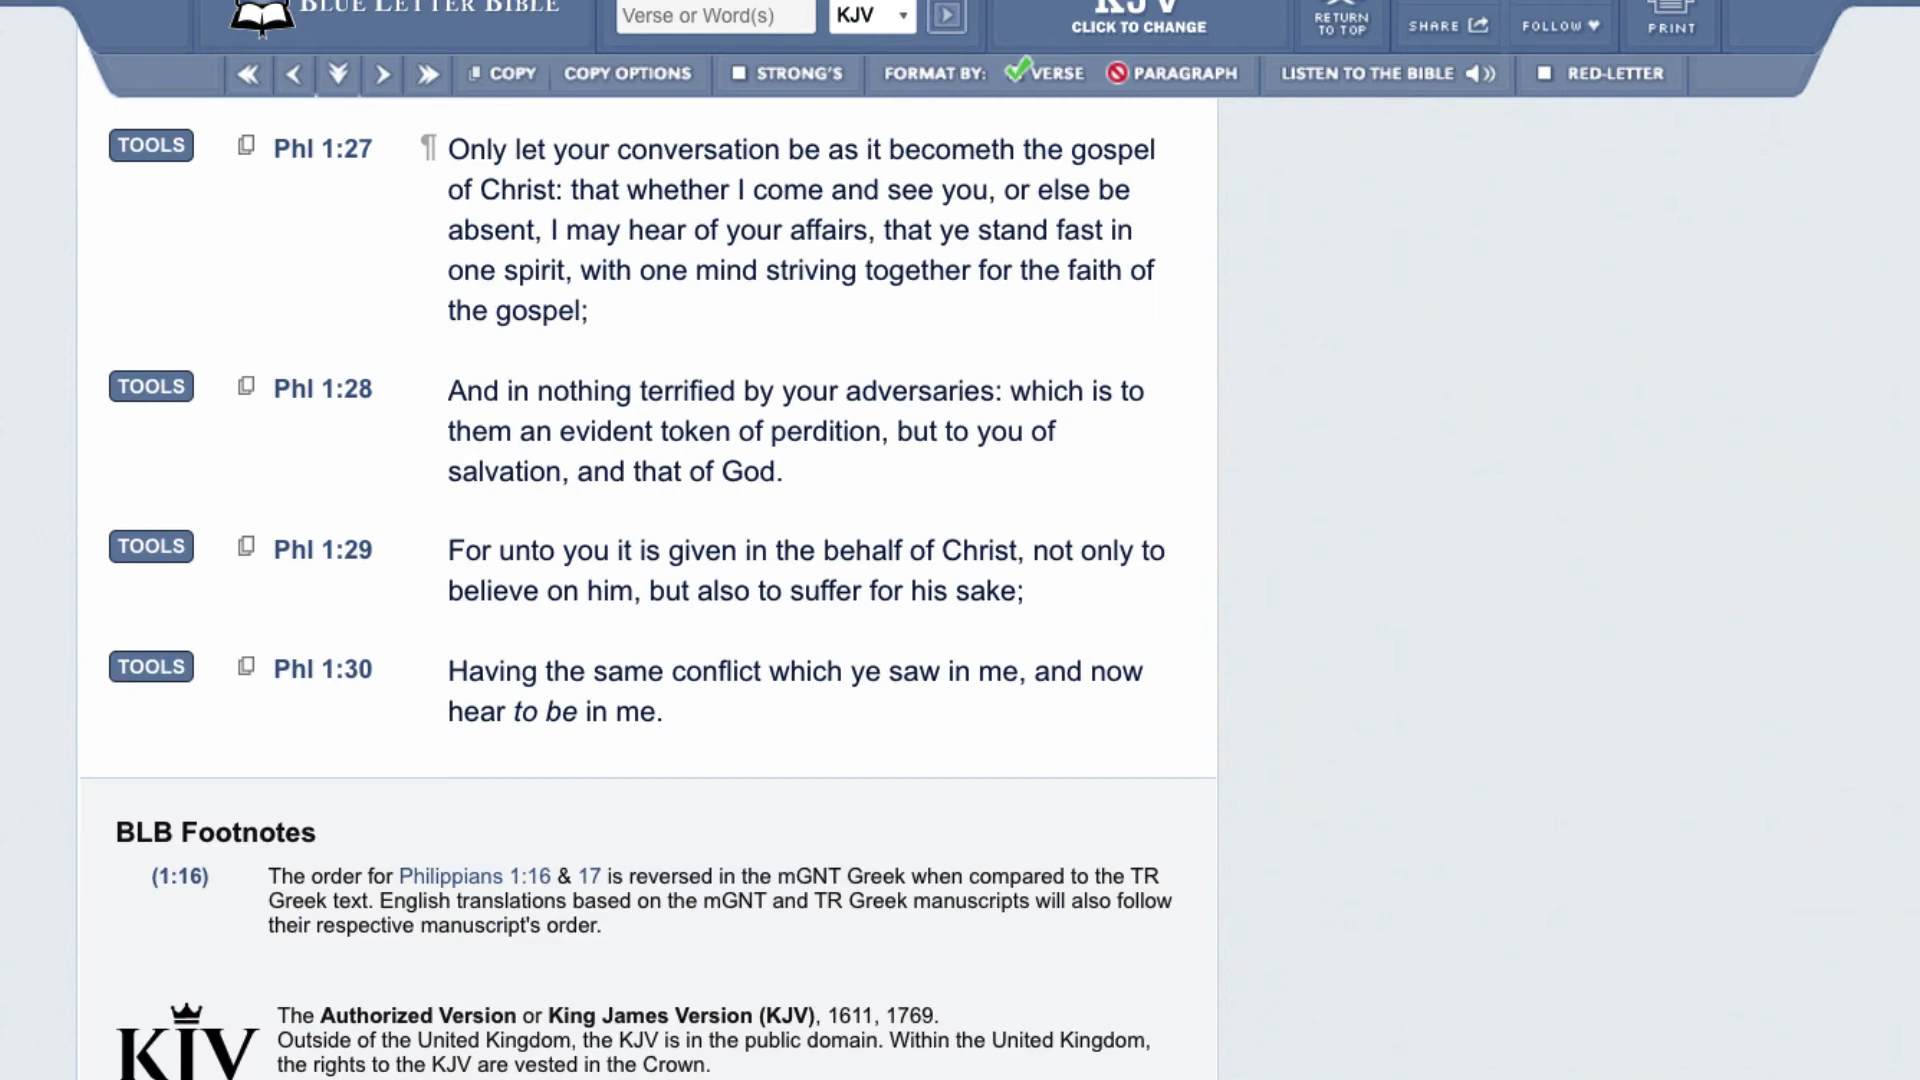 BLUE LETTER BIBLE
Verse or Word(s)
KJV
KJV
CLICK TO CHANGE
RETURN
TO TOP
SHARE
FOLLOW
PRINT
COPY
COPY OPTIONS
STRONG'S
FORMAT BY:
VERSE
PARAGRAPH
LISTEN TO THE BIBLE
RED-LETTER
TOOLS
Phl 1:27
¶ Only let your conversation be as it becometh the gospel
of Christ: that whether I come and see you, or else be
absent, I may hear of your affairs, that ye stand fast in
one spirit, with one mind striving together for the faith of
the gospel;
TOOLS
Phl 1:28
And in nothing terrified by your adversaries: which is to
them an evident token of perdition, but to you of
salvation, and that of God.
TOOLS
Phl 1:29
For unto you it is given in the behalf of Christ, not only to
believe on him, but also to suffer for his sake;
TOOLS
Phl 1:30
Having the same conflict which ye saw in me, and now
hear to be in me.
BLB Footnotes
(1:16)
The order for Philippians 1:16 & 17 is reversed in the mGNT Greek when compared to the TR
Greek text. English translations based on the mGNT and TR Greek manuscripts will also follow
their respective manuscript's order.
KJV
The Authorized Version or King James Version (KJV), 1611, 1769.
Outside of the United Kingdom, the KJV is in the public domain. Within the United Kingdom,
the rights to the KJV are vested in the Crown.